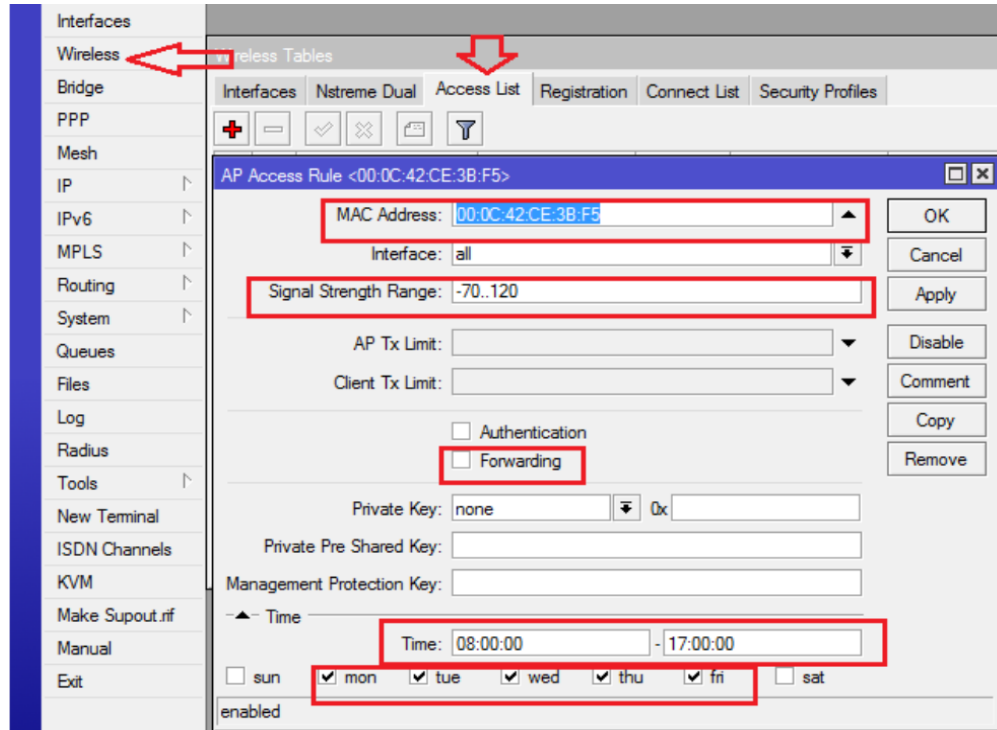 Interfaces
Wireless
Bridge
PPP
Mesh
IP
IPv6
MPLS
Routing
System
Queues
Files
Log
Radius
Tools
New Terminal
ISDN Channels
KVM
Make Supout.rif
Manual
Exit
Wireless Tables
Interfaces Nstreme Dual Access List Registration Connect List Security Profiles
AP Access Rule <00:0C:42:CE:3B:F5>
MAC Address: 00:0C:42:CE:3B:F5
OK
Interface: all
Cancel
Signal Strength Range: -70..120
Apply
AP Tx Limit:
Disable
Client Tx Limit:
Comment
Authentication
Copy
Forwarding
Remove
Private Key: none 0x
Private Pre Shared Key:
Management Protection Key:
Time
Time: 08:00:00 - 17:00:00
sun mon tue wed thu fri sat
enabled